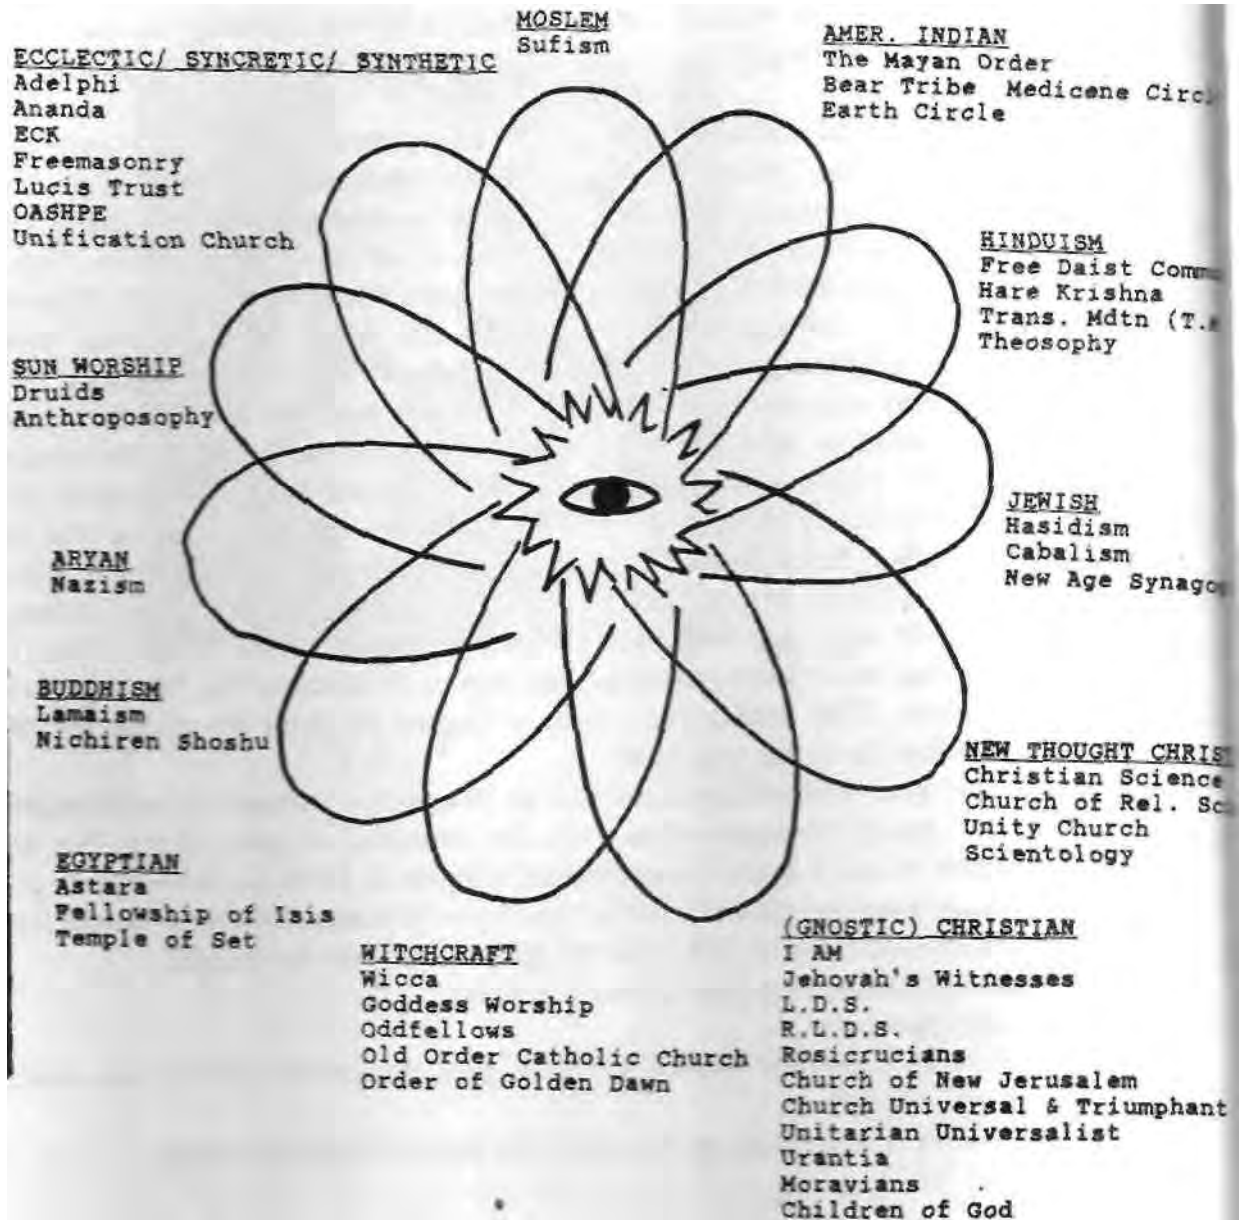 MOSLEM
Sufism
ECCLECTIC/ SYNCRETIC/ SYNTHETIC
Adelphi
Ananda
ECK
Freemasonry
Lucis Trust
OASHPE
Unification Church
AMER. INDIAN
The Mayan Order
Bear Tribe Medicene Circ
Earth Circle
HINDUISM
Free Daist Comm
Hare Krishna
Trans. Mdtn (T.
Theosophy
SUN WORSHIP
Druids
Anthroposophy
JEWISH
Hasidism
Cabalism
New Age Synago
ARYAN
Nazism
BUDDHISM
Lamaism
Nichiren Shoshu
NEW THOUGHT CHRIST
Christian Science
Church of Rel. Sc
Unity Church
Scientology
EGYPTIAN
Astara
Fellowship of Isis
Temple of Set
WITCHCRAFT
Wicca
Goddess Worship
Oddfellows
Old Order Catholic Church
Order of Golden Dawn
(GNOSTIC) CHRISTIAN
I AM
Jehovah's Witnesses
L.D.S.
R.L.D.S.
Rosicrucians
Church of New Jerusalem
Church Universal & Triumphant
Unitarian Universalist
Urantia
Moravians
Children of God